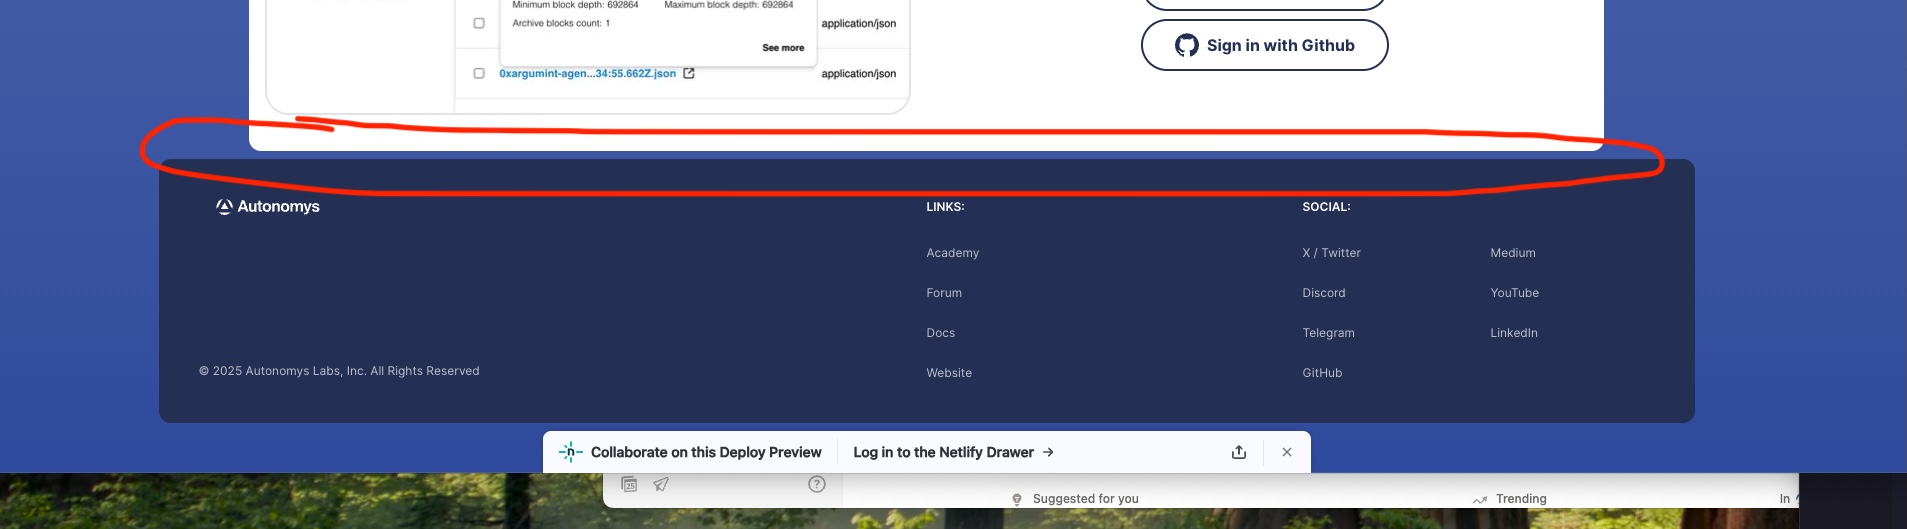 Minimum block depth: 692864 Maximum block depth: 692864
Archive blocks count: 1
application/json
See more
0xargumint-agen...34:55.662Z.json
application/json
Sign in with Github
Autonomys
© 2025 Autonomys Labs, Inc. All Rights Reserved
LINKS:
Academy
Forum
Docs
Website
SOCIAL:
X / Twitter
Medium
Discord
YouTube
Telegram
LinkedIn
GitHub
Collaborate on this Deploy Preview
Log in to the Netlify Drawer →
25
Suggested for you
Trending
In